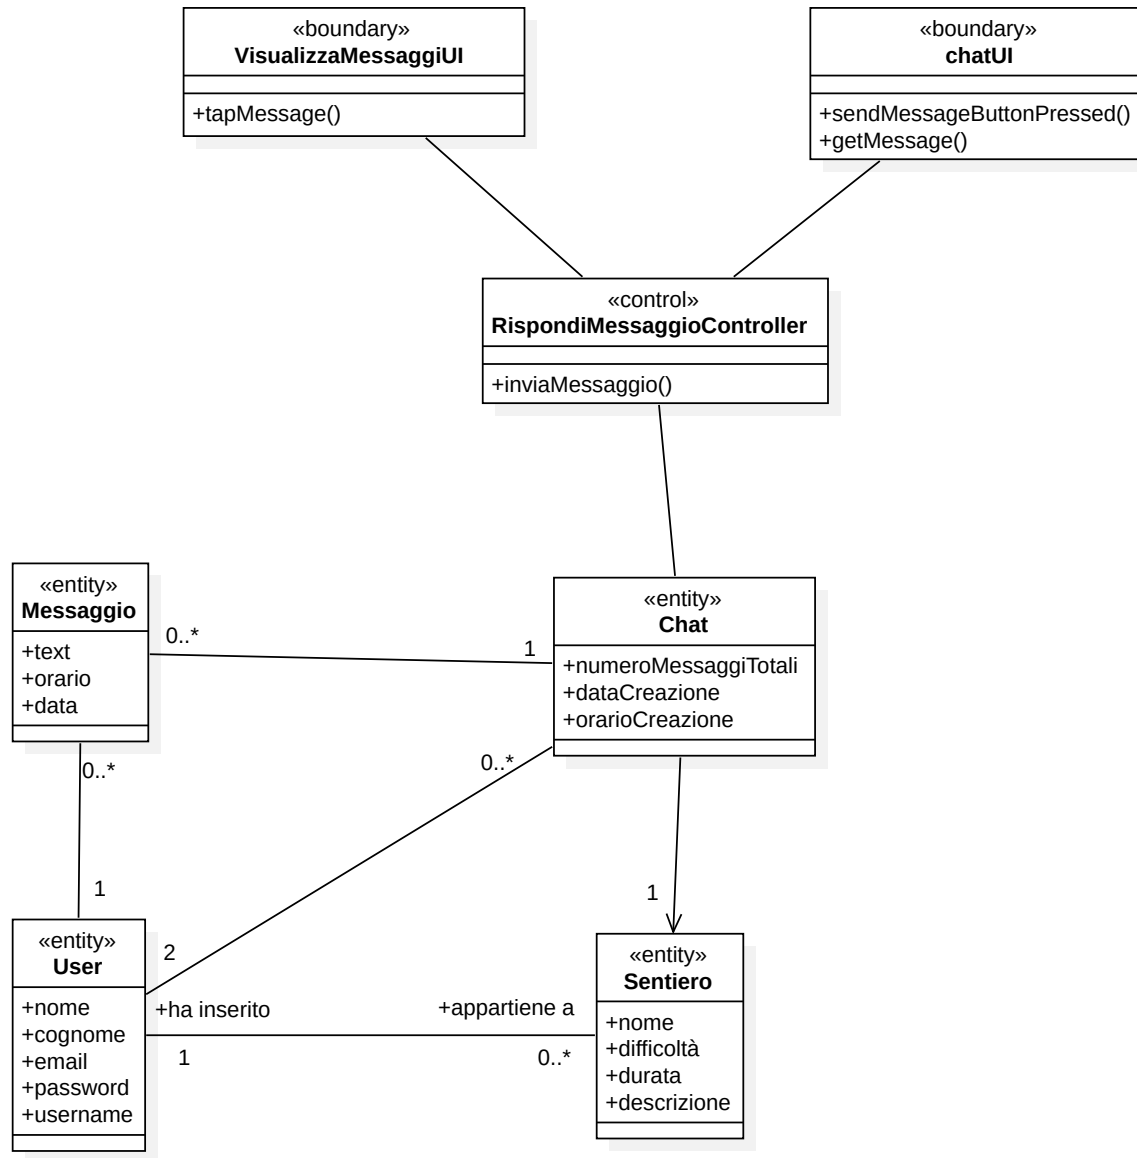 «boundary»
VisualizzaMessaggiUI
+tapMessage()
«boundary»
chatUI
+sendMessageButtonPressed()
+getMessage()
«control»
RispondiMessaggioController
+inviaMessaggio()
«entity»
Messaggio
+text
+orario
+data
0..*
1
«entity»
Chat
+numeroMessaggiTotali
+dataCreazione
+orarioCreazione
0..*
0..*
1
1
2
«entity»
User
+nome
+cognome
+email
+password
+username
+ha inserito
1
+appartiene a
0..*
«entity»
Sentiero
+nome
+difficoltà
+durata
+descrizione